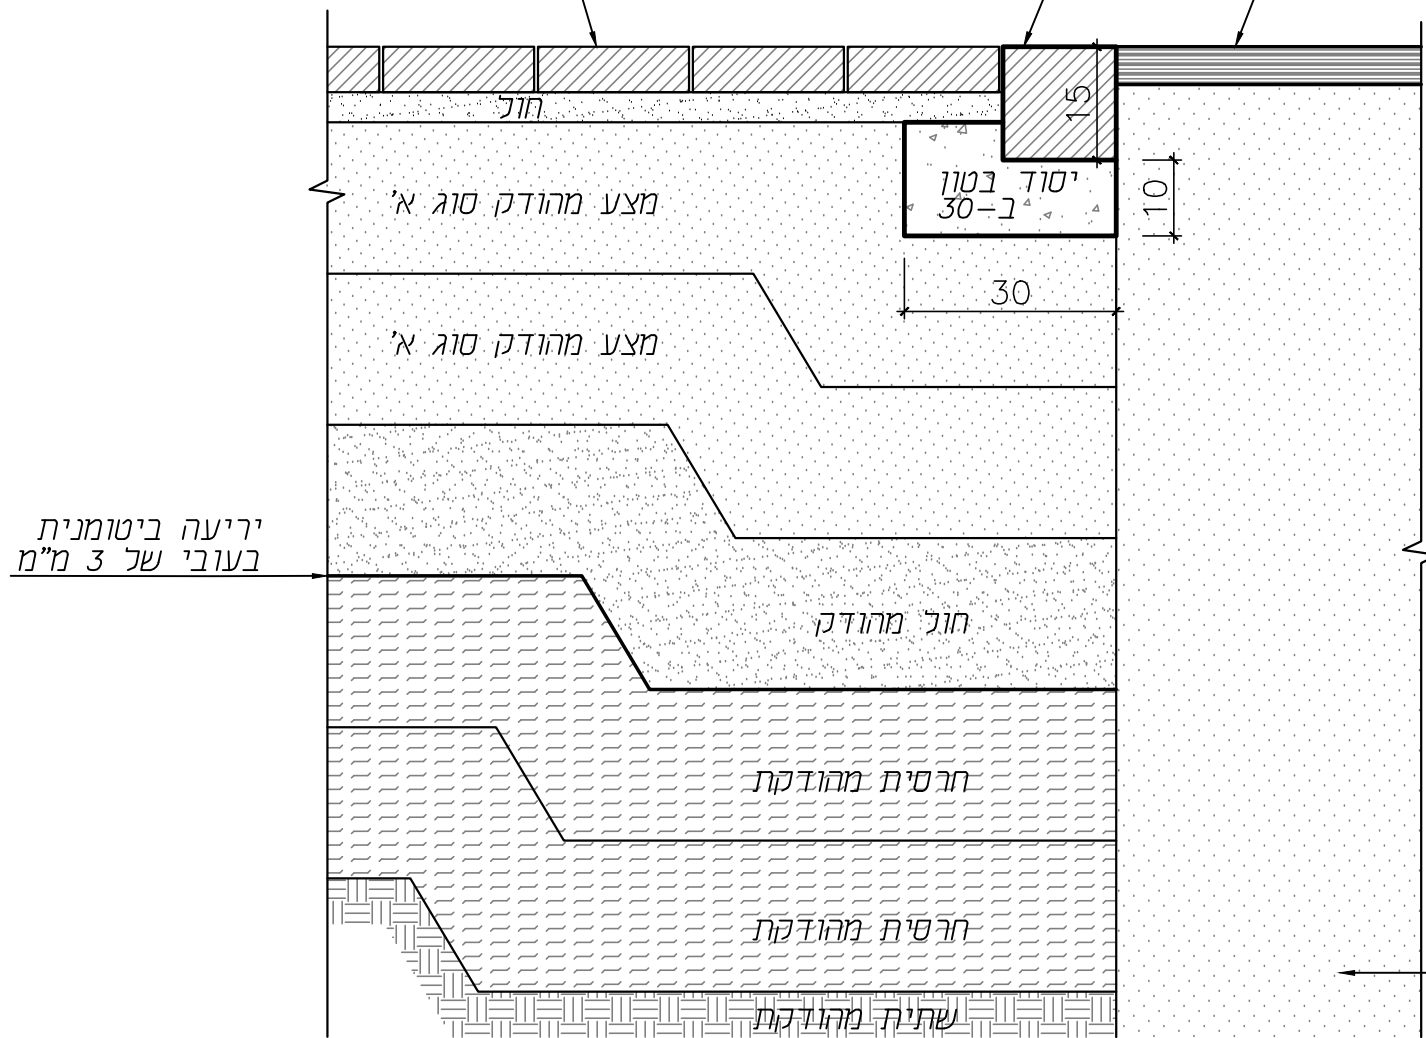 חול
15
יסוד בטון
ב-30
10
מצע מהודק סוג א'
30
מצע מהודק סוג א'
יריעה ביטומנית
בעובי של 3 מ"מ
חול מהודק
חרסית מהודקת
חרסית מהודקת
שתית מהודקת